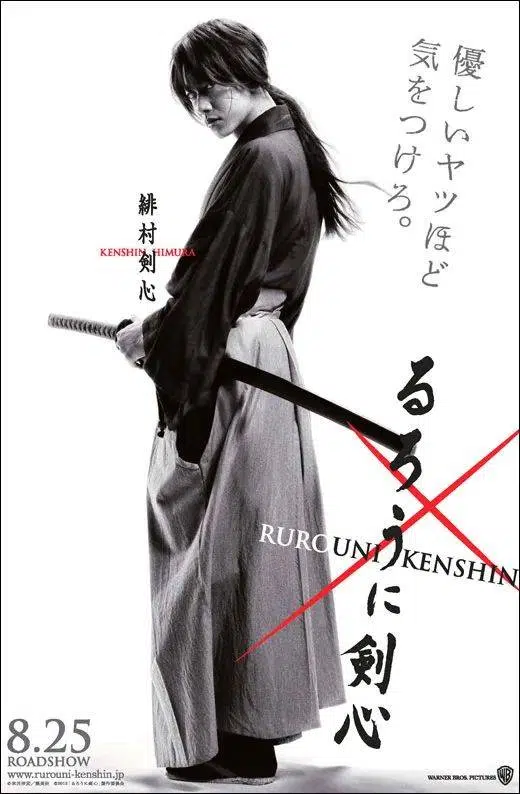 優しいヤツほど
気をつけろ。
緋村剣心
KENSHIN HIMURA
るろうに剣心
RUROUNI KENSHIN
8.25
ROADSHOW
www.rurouni-kenshin.jp
WARNER BROS. PICTURES
WB